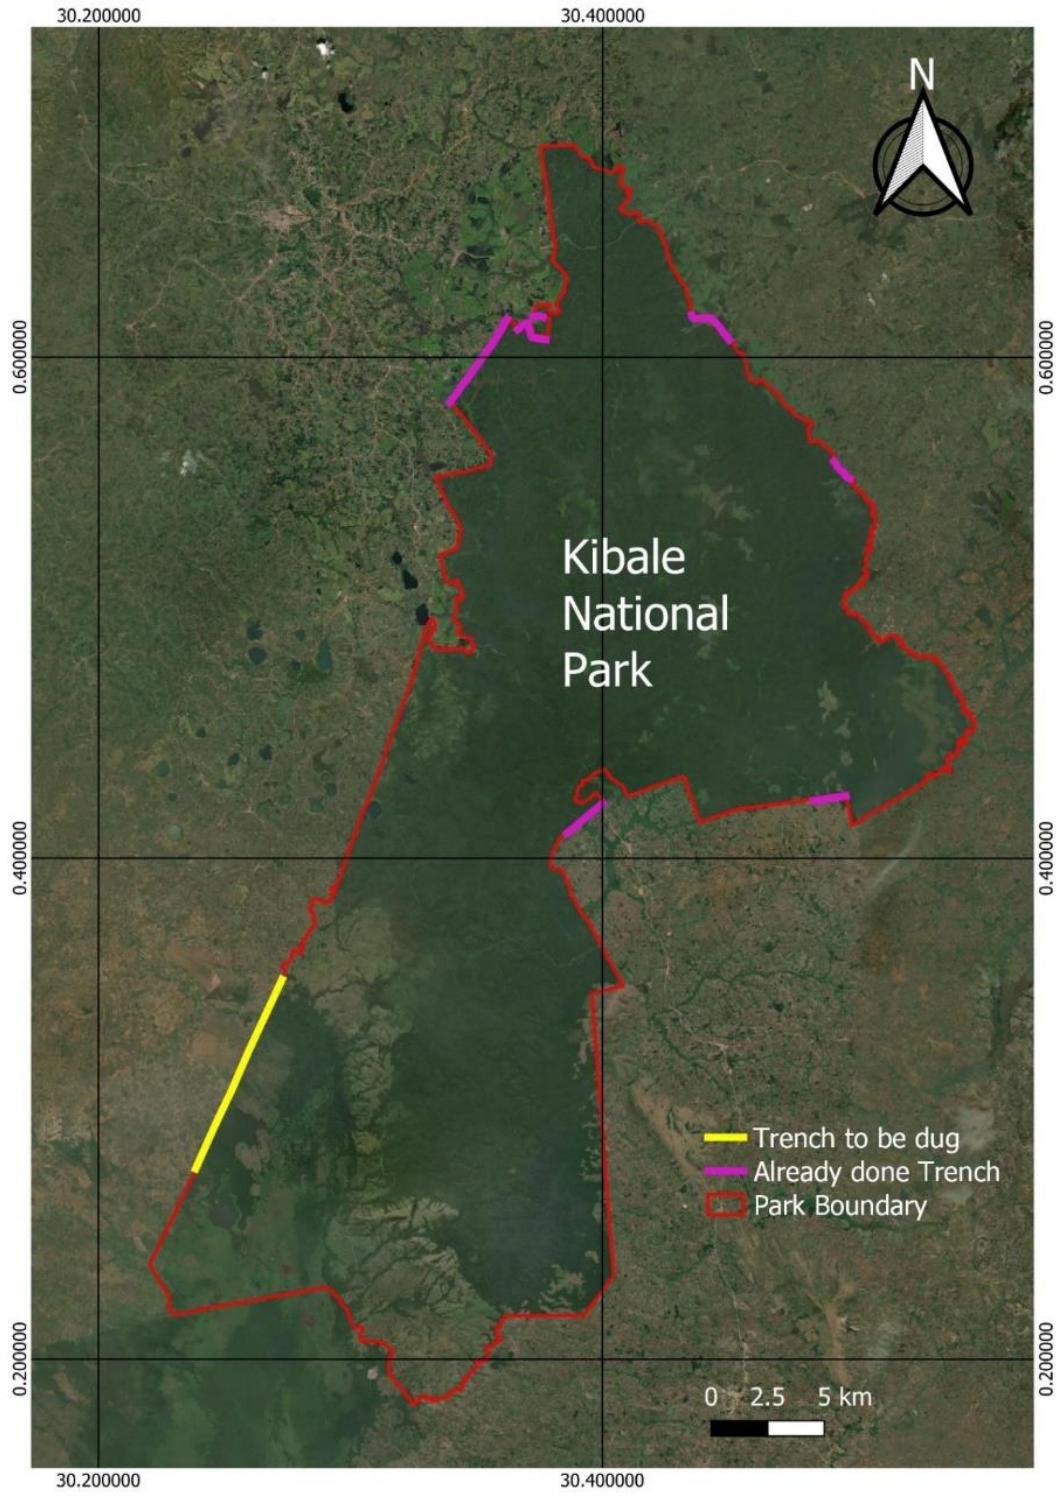 30.200000 30.400000
N
0.600000 0.600000
Kibale
National
Park
0.400000 0.400000
Trench to be dug
Already done Trench
Park Boundary
0.200000 0.200000
0 2.5 5 km
30.200000 30.400000